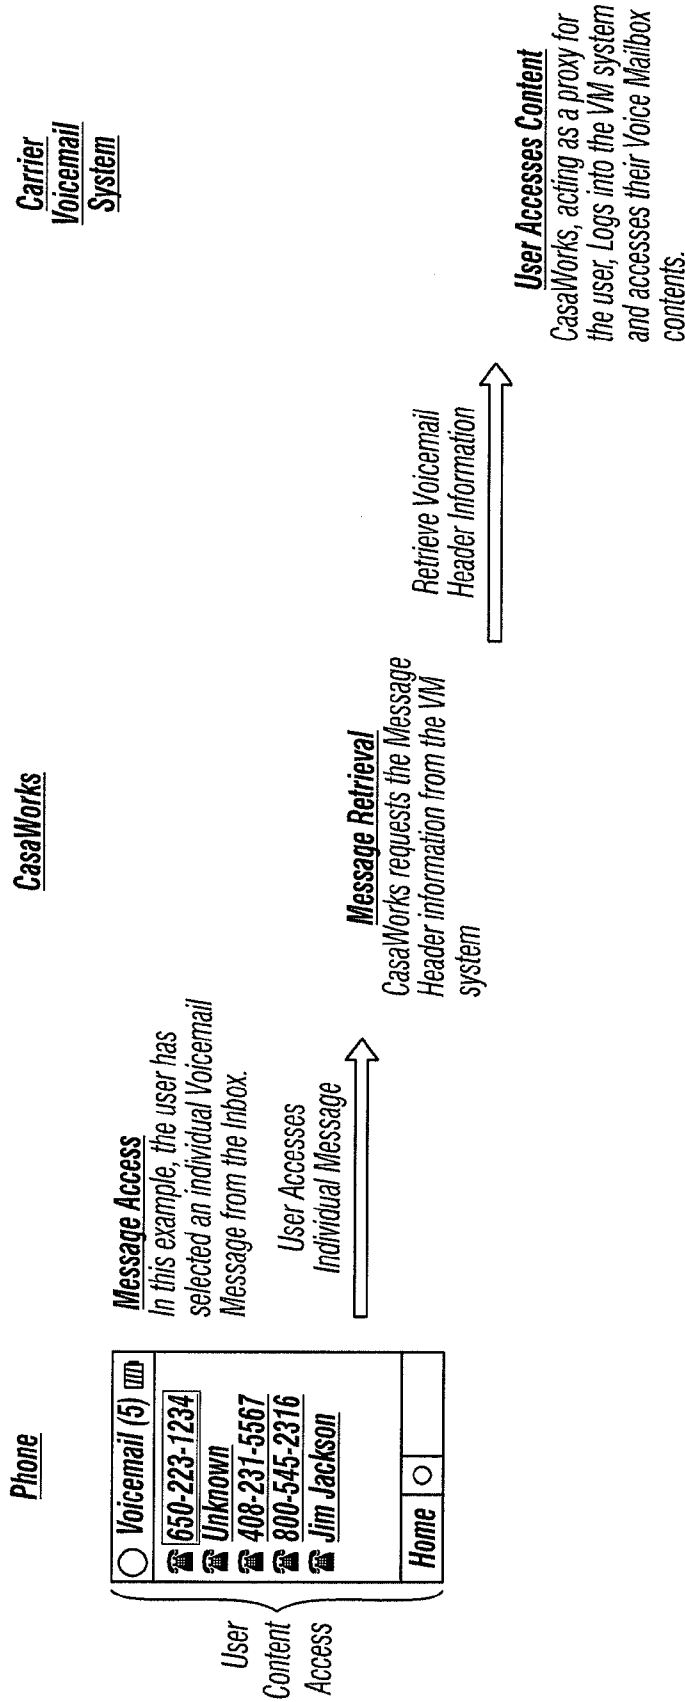 Phone
CasaWorks
Carrier
Voicemail
System
User
Content
Access
Voicemail (5)
650-223-1234
Unknown
408-231-5567
800-545-2316
Jim Jackson
Home
Message Access
In this example, the user has
selected an individual Voicemail
Message from the Inbox.
User Accesses
Individual Message
Message Retrieval
CasaWorks requests the Message
Header information from the VM
system
Retrieve Voicemail
Header Information
User Accesses Content
CasaWorks, acting as a proxy for
the user, Logs into the VM system
and accesses their Voice Mailbox
contents.